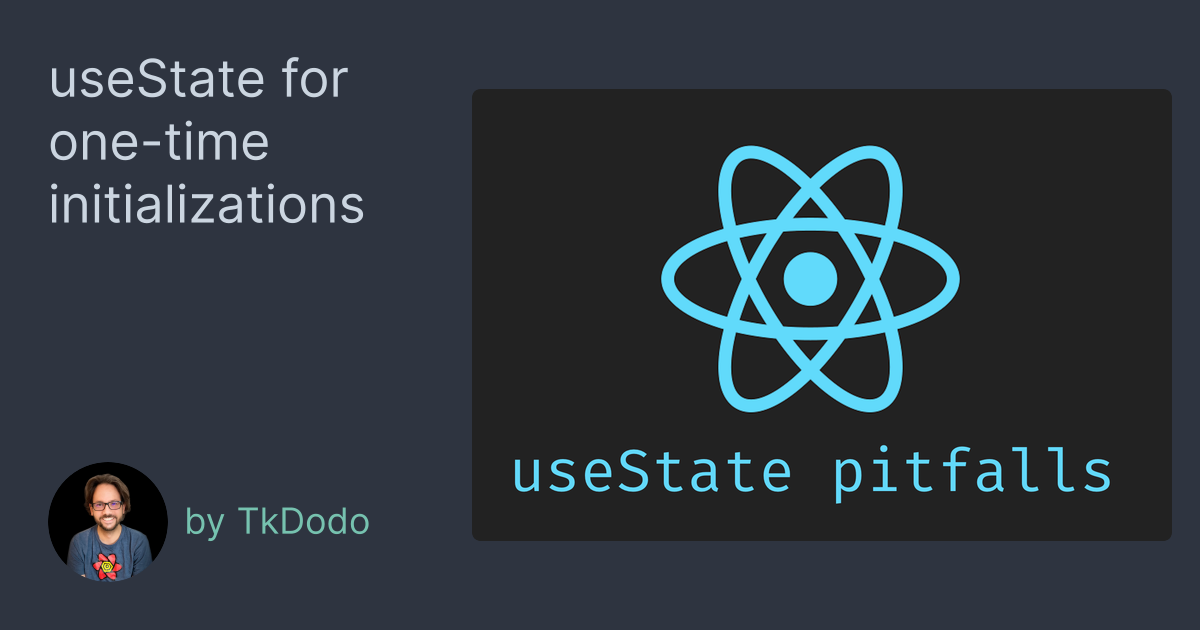 useState for
one-time
initializations
useState pitfalls
by TkDodo